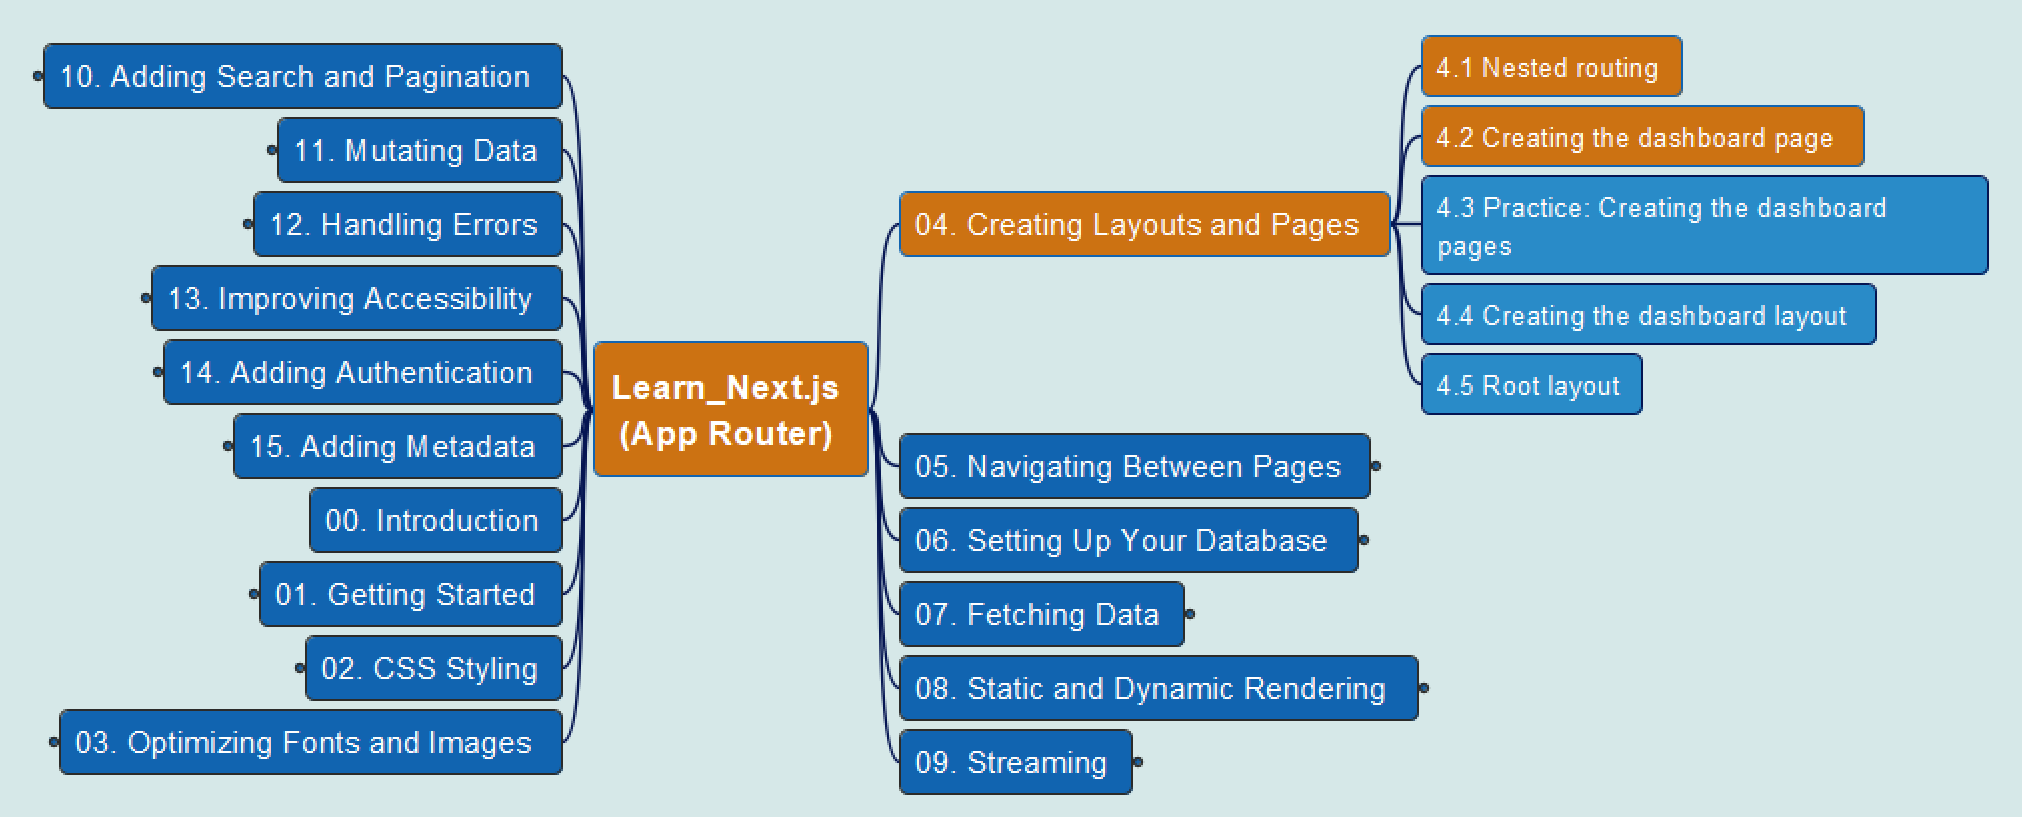 10. Adding Search and Pagination
11. Mutating Data
12. Handling Errors
13. Improving Accessibility
14. Adding Authentication
15. Adding Metadata
00. Introduction
01. Getting Started
02. CSS Styling
03. Optimizing Fonts and Images
Learn_Next.js
(App Router)
04. Creating Layouts and Pages
4.1 Nested routing
4.2 Creating the dashboard page
4.3 Practice: Creating the dashboard
pages
4.4 Creating the dashboard layout
4.5 Root layout
05. Navigating Between Pages
06. Setting Up Your Database
07. Fetching Data
08. Static and Dynamic Rendering
09. Streaming